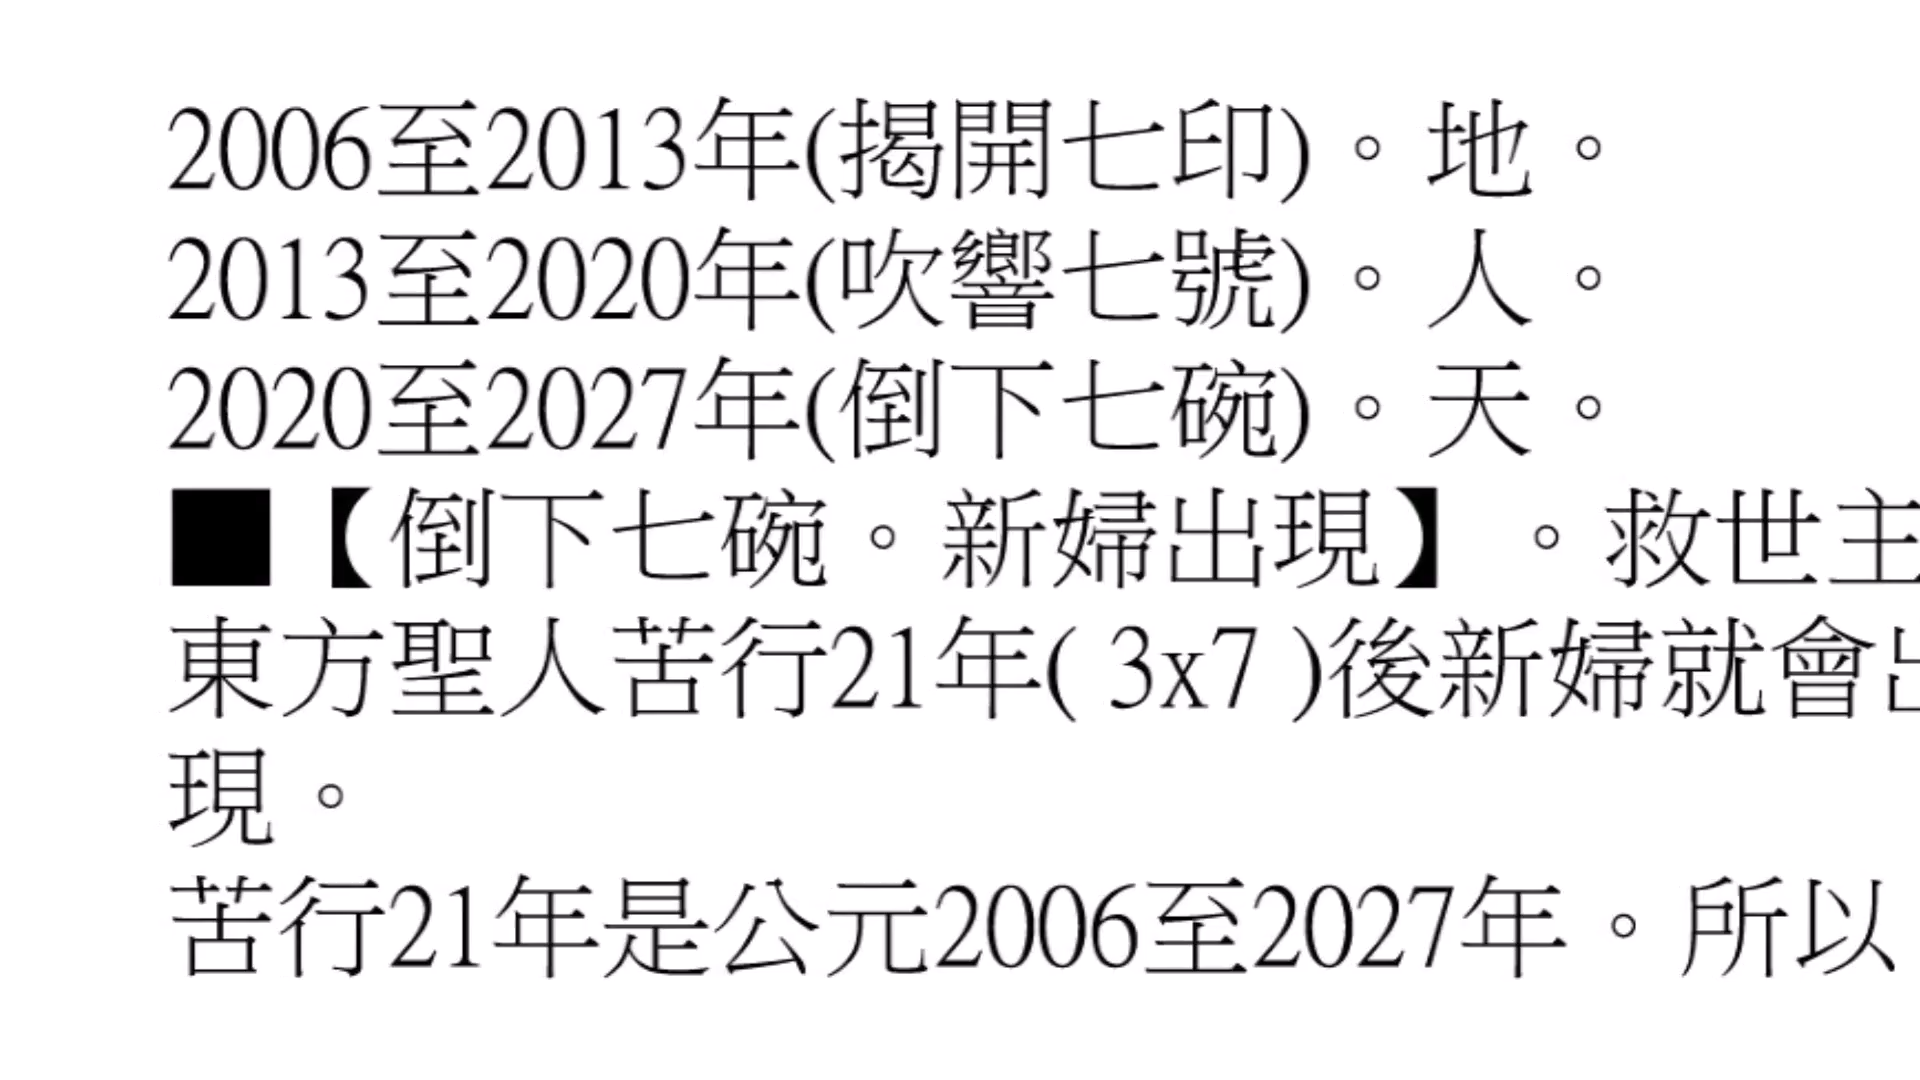 2006至2013年(揭開七印)。地。
2013至2020年(吹響七號)。人。
2020至2027年(倒下七碗)。天。
■【倒下七碗。新婦出現】。救世主
東方聖人苦行21年( 3x7 )後新婦就會出
現。
苦行21年是公元2006至2027年。所以